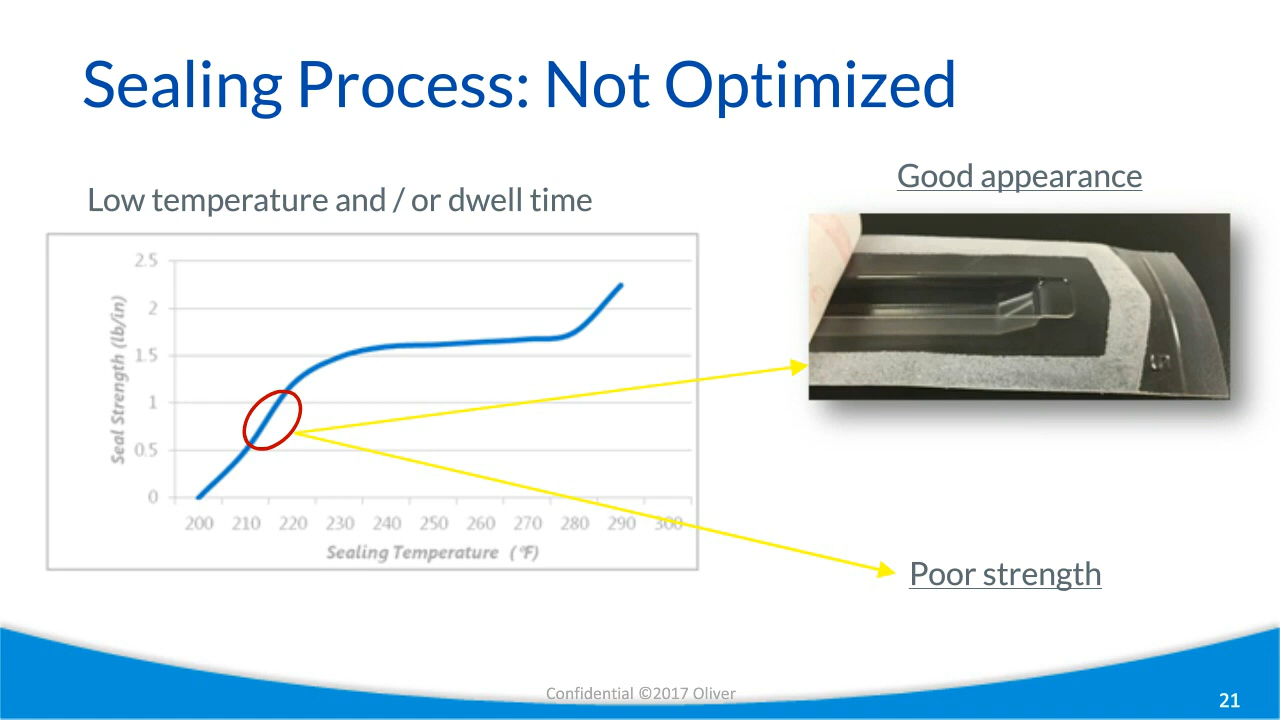 Sealing Process: Not Optimized
Low temperature and / or dwell time
Good appearance
2.5
2
1.5
1
0.5
0
Seal Strength (lb/in)
200 210 220 230 240 250 260 270 280 290 300
Sealing Temperature (°F)
Poor strength
Confidential ©2017 Oliver
21